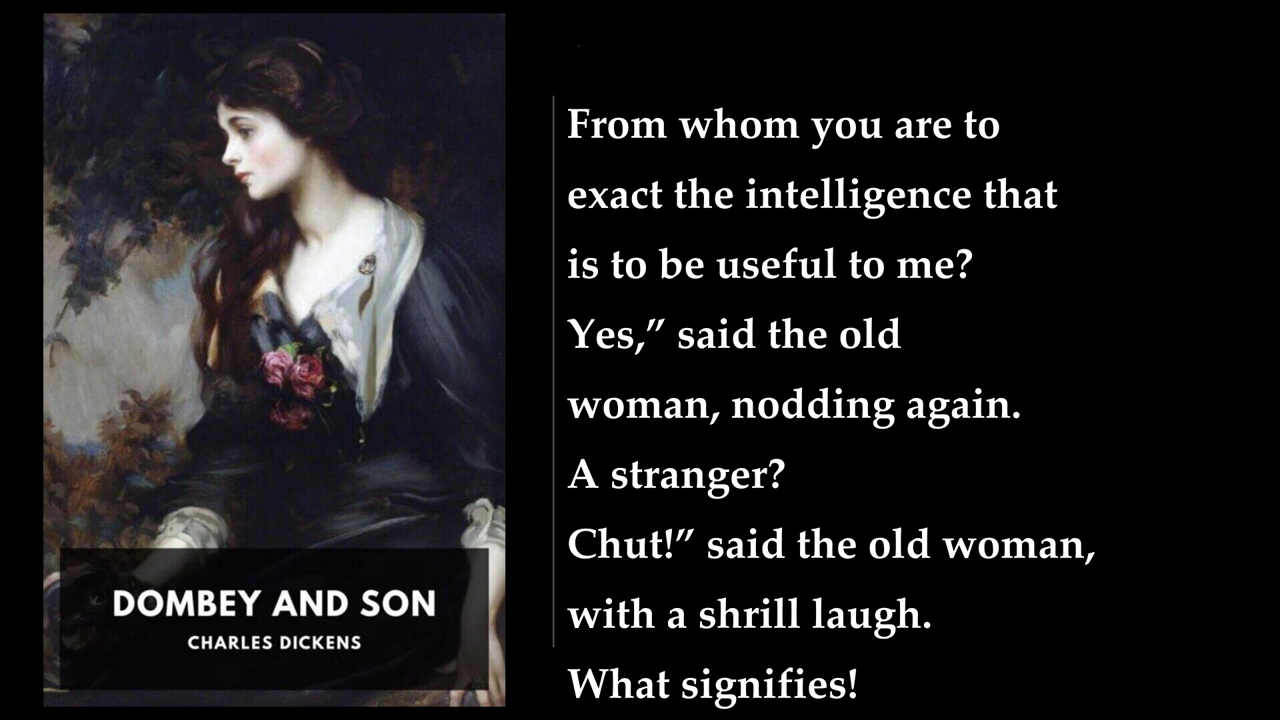 DOMBEY AND SON
CHARLES DICKENS
From whom you are to
exact the intelligence that
is to be useful to me?
Yes,” said the old
woman, nodding again.
A stranger?
Chut!” said the old woman,
with a shrill laugh.
What signifies!